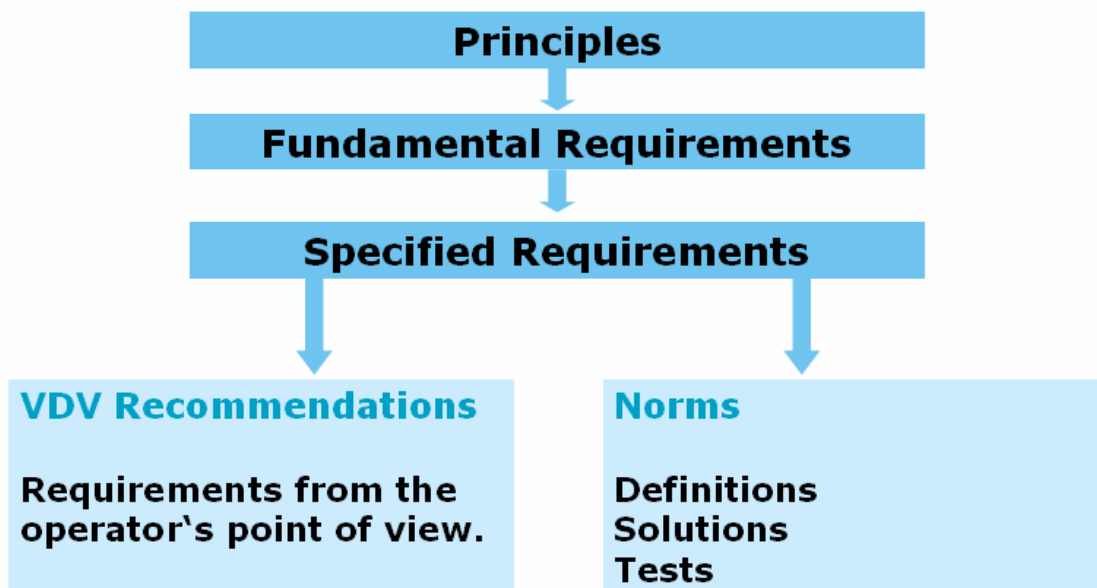 Principles
Fundamental Requirements
Specified Requirements
VDV Recommendations
Requirements from the
operator‘s point of view.
Norms
Definitions
Solutions
Tests